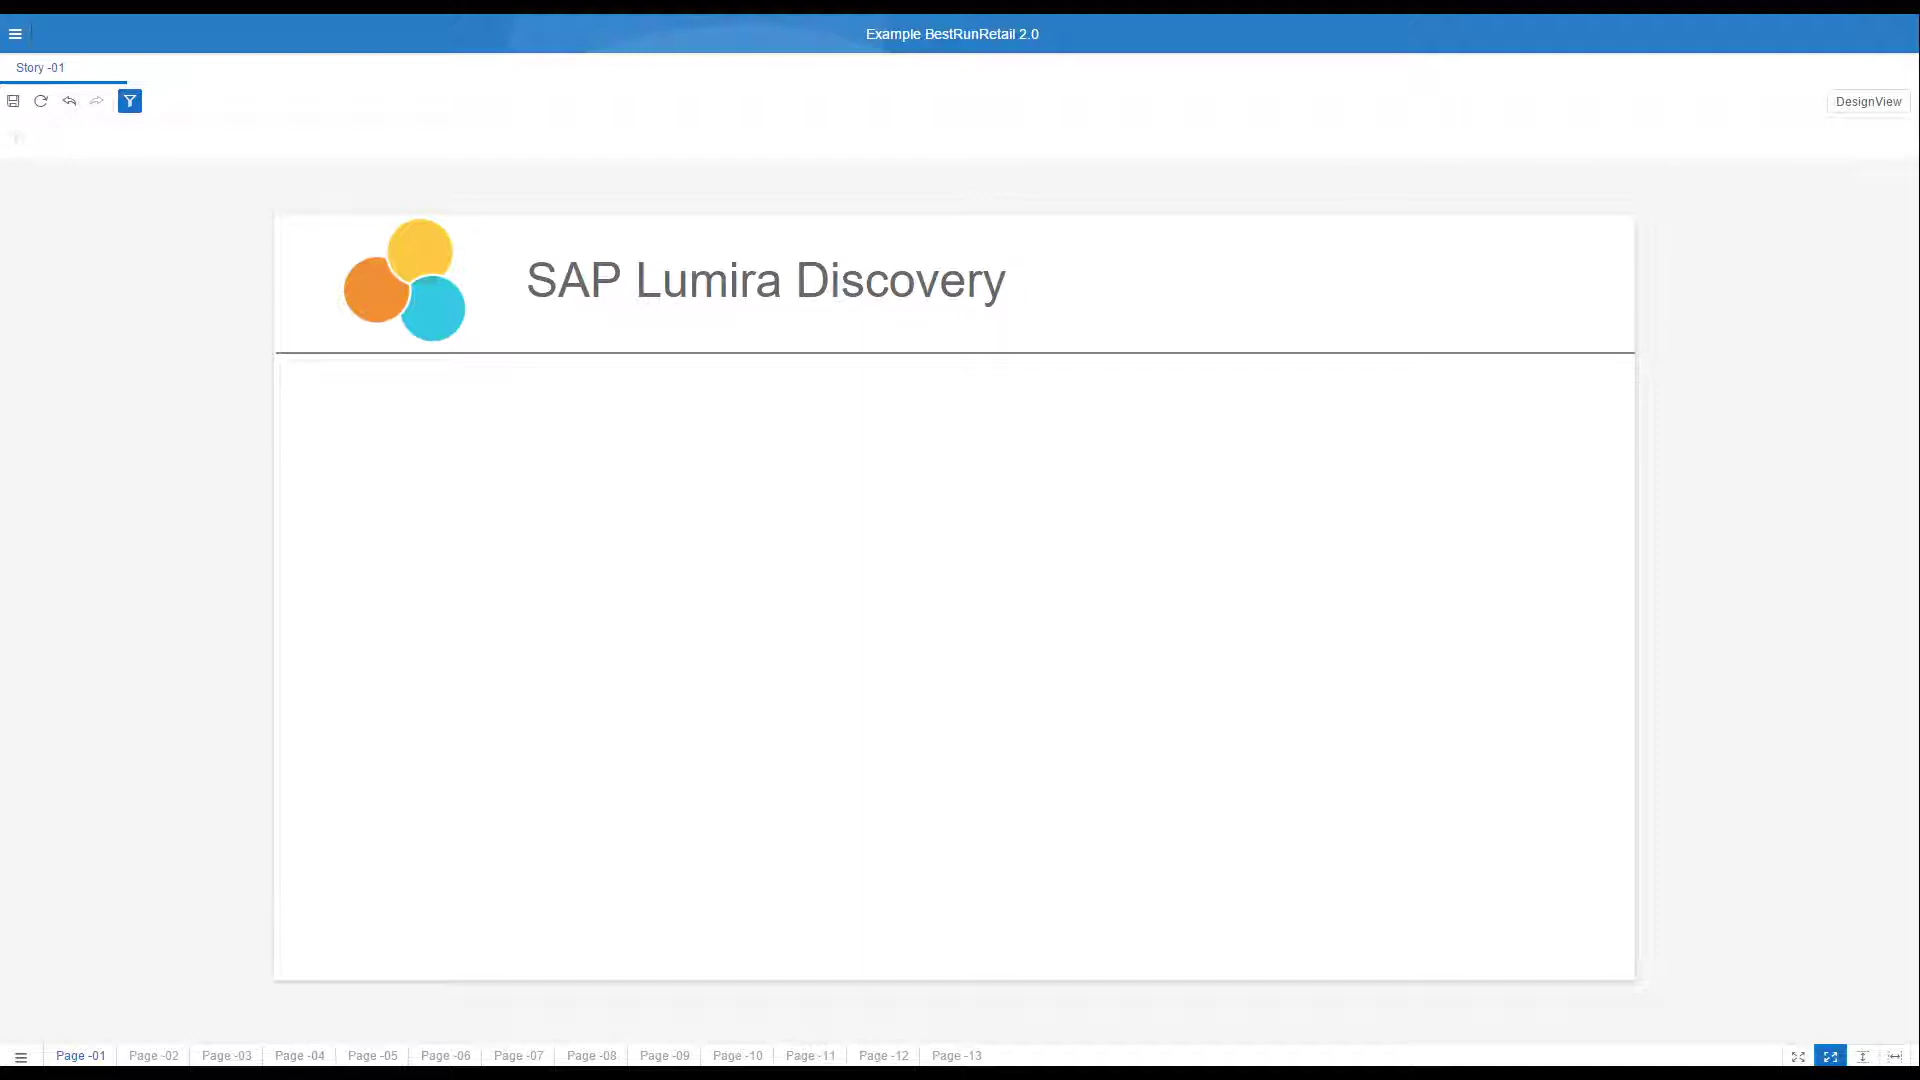 Example BestRunRetail 2.0
Story -01
DesignView
SAP Lumira Discovery
Page -01 Page -02 Page -03 Page -04 Page -05 Page -06 Page -07 Page -08 Page -09 Page -10 Page -11 Page -12 Page -13